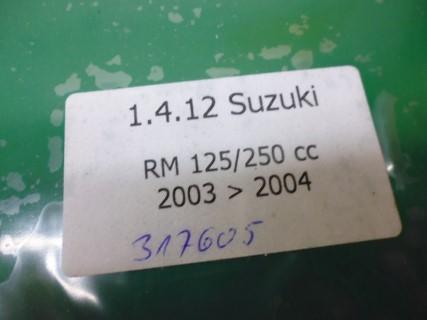 1.4.12 Suzuki
RM 125/250 cc
2003 > 2004
317605